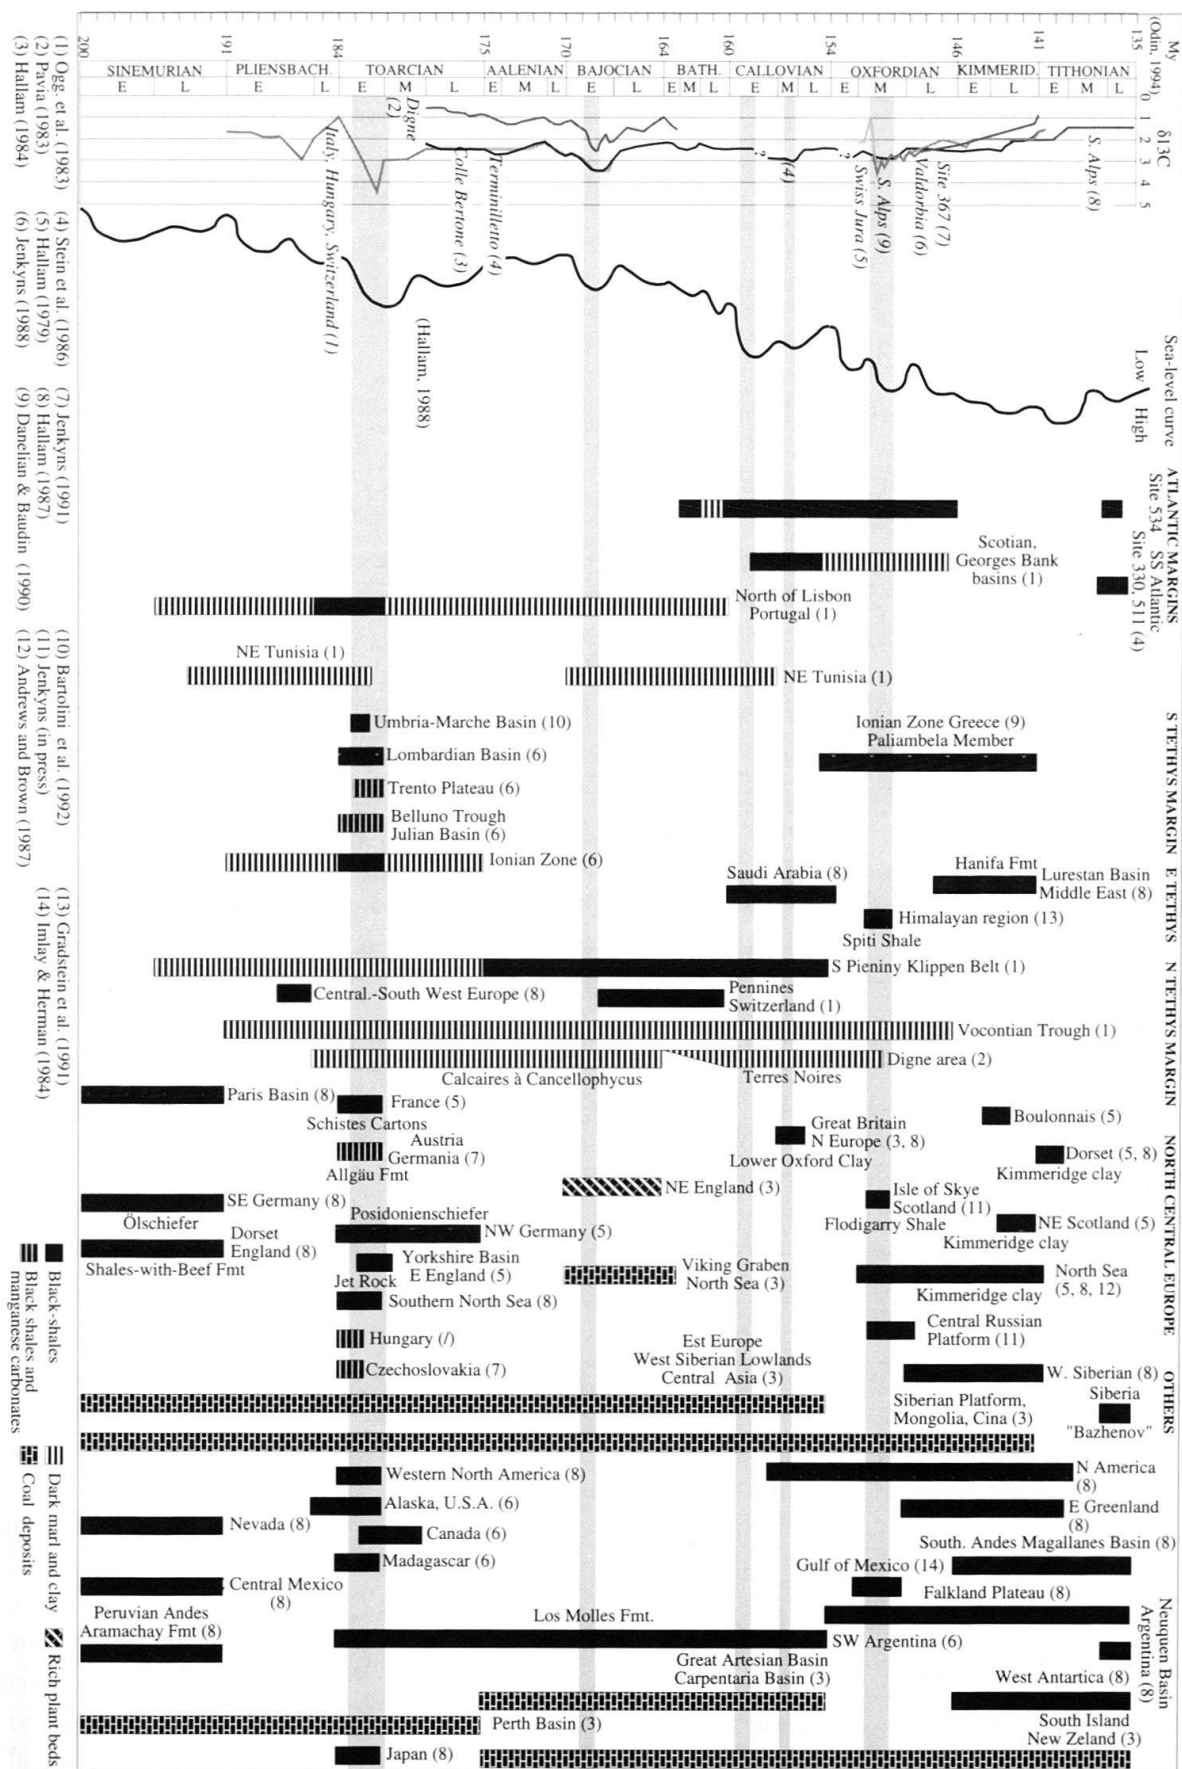 My
(Odin, 1994)
135
141
146
154
160
164
170
175
184
191
200
SINEMURIAN
PLIENSBACH.
TOARCIAN
AALENIAN
BAJOCIAN
BATH.
CALLOVIAN
OXFORDIAN
KIMMERID.
TITHONIAN
E
L
E
L
E
M
L
E
M
L
E
L
E
M
L
E
M
L
E
M
L
E
L
E
M
L
δ13C
0
1
2
3
4
5
Digne
(2)
Italy, Hungary, Switzerland (1)
Colle Bertone (3)
Terminilletto (4)
?
(4)
?
Swiss Jura (5)
S. Alps (9)
Valdorbia (6)
Site 367 (7)
S. Alps (8)
Sea-level curve
Low High
(Hallam, 1988)
ATLANTIC MARGINS
Site 534
SS Atlantic
Site 330, 511 (4)
Scotian,
Georges Bank
basins (1)
North of Lisbon
Portugal (1)
S TETHYS MARGIN
NE Tunisia (1)
NE Tunisia (1)
Umbria-Marche Basin (10)
Ionian Zone Greece (9)
Paliambela Member
Lombardian Basin (6)
Trento Plateau (6)
Belluno Trough
Julian Basin (6)
Ionian Zone (6)
E TETHYS
Saudi Arabia (8)
Hanifa Fmt
Lurestan Basin
Middle East (8)
Himalayan region (13)
Spiti Shale
N TETHYS MARGIN
S Pieniny Klippen Belt (1)
Central.-South West Europe (8)
Pennines
Switzerland (1)
Vocontian Trough (1)
Digne area (2)
Calcaires à Cancellophycus
Terres Noires
NORTH CENTRAL EUROPE
Paris Basin (8)
France (5)
Schistes Cartons
Boulonnais (5)
Great Britain
N Europe (3, 8)
Lower Oxford Clay
Austria
Germania (7)
Allgäu Fmt
Dorset (5, 8)
Kimmeridge clay
NE England (3)
SE Germany (8)
Ölschiefer
Isle of Skye
Scotland (11)
Flodigarry Shale
NE Scotland (5)
Kimmeridge clay
Posidonienschiefer
NW Germany (5)
Dorset
England (8)
Shales-with-Beef Fmt
Yorkshire Basin
E England (5)
Jet Rock
Viking Graben
North Sea (3)
North Sea
(5, 8, 12)
Kimmeridge clay
Southern North Sea (8)
Central Russian
Platform (11)
Hungary (/)
Czechoslovakia (7)
OTHERS
Est Europe
West Siberian Lowlands
Central Asia (3)
W. Siberian (8)
Siberian Platform,
Mongolia, Cina (3)
Siberia
"Bazhenov"
Western North America (8)
N America
(8)
Alaska, U.S.A. (6)
E Greenland
(8)
Nevada (8)
Canada (6)
South. Andes Magallanes Basin (8)
Madagascar (6)
Gulf of Mexico (14)
Central Mexico
(8)
Falkland Plateau (8)
Peruvian Andes
Aramachay Fmt (8)
Los Molles Fmt.
SW Argentina (6)
Neuquen Basin
Argentina (8)
Great Artesian Basin
Carpentaria Basin (3)
West Antartica (8)
Perth Basin (3)
South Island
New Zeland (3)
Japan (8)
(1) Ogg. et al. (1983)
(2) Pavia (1983)
(3) Hallam (1984)
(4) Stein et al. (1986)
(5) Hallam (1979)
(6) Jenkyns (1988)
(7) Jenkyns (1991)
(8) Hallam (1987)
(9) Danelian & Baudin (1990)
(10) Bartolini et al. (1992)
(11) Jenkyns (in press)
(12) Andrews and Brown (1987)
(13) Gradstein et al. (1991)
(14) Imlay & Herman (1984)
Black-shales
Black shales and
manganese carbonates
Dark marl and clay
Coal deposits
Rich plant beds